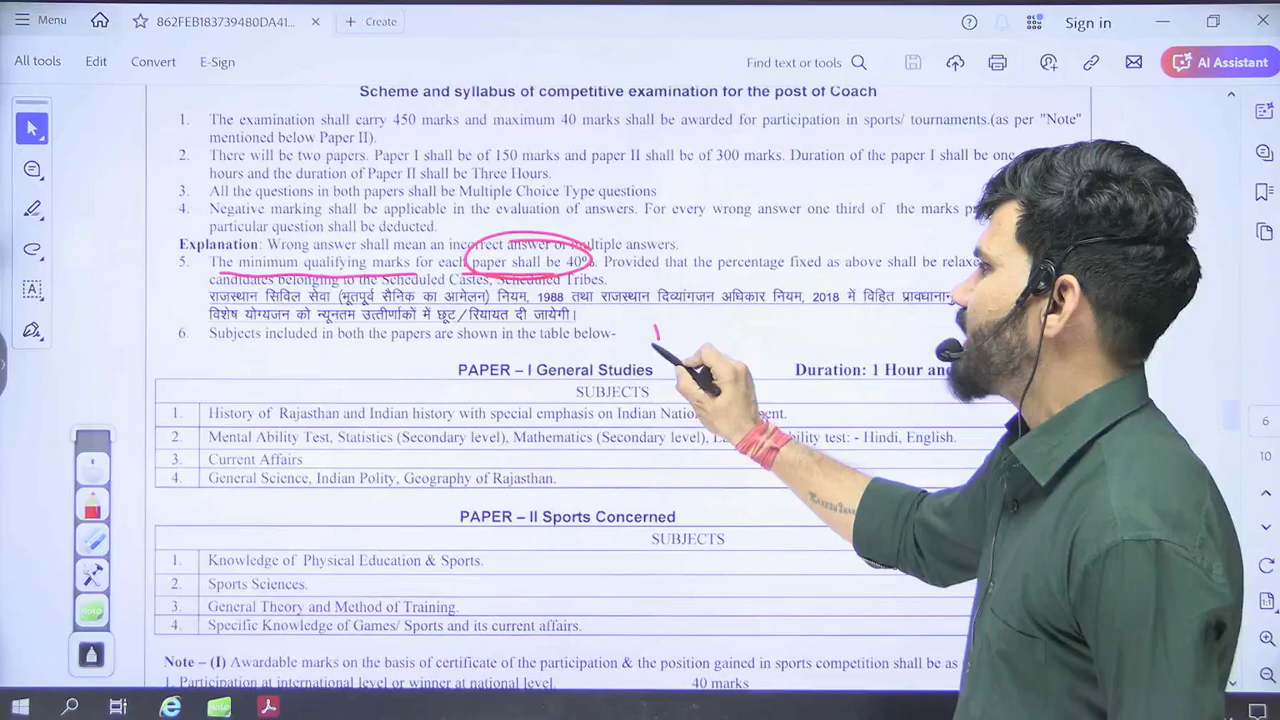 Menu
862FEB183739480DA41...
Create
Sign in
All tools
Edit
Convert
E-Sign
Find text or tools
AI Assistant
Scheme and syllabus of competitive examination for the post of Coach
1. The examination shall carry 450 marks and maximum 40 marks shall be awarded for participation in sports/ tournaments.(as per "Note"
mentioned below Paper II).
2. There will be two papers. Paper I shall be of 150 marks and paper II shall be of 300 marks. Duration of the paper I shall be one
hours and the duration of Paper II shall be Three Hours.
3. All the questions in both papers shall be Multiple Choice Type questions
4. Negative marking shall be applicable in the evaluation of answers. For every wrong answer one third of the marks
particular question shall be deducted.
Explanation: Wrong answer shall mean an incorrect answer or multiple answers.
5. The minimum qualifying marks for each paper shall be 40%. Provided that the percentage fixed as above shall be
candidates belonging to the Scheduled Castes, Scheduled Tribes.
राजस्थान सिविल सेवा (भूतपूर्व सैनिक का आमेलन) नियम, 1988 तथा राजस्थान दिव्यांगजन अधिकार नियम, 2018 में विहित
विशेष योग्यजन को न्यूनतम उत्तीर्णांकों में छूट/रियायत दी जायेगी।
6. Subjects included in both the papers are shown in the table below-
PAPER – I General Studies
Duration: 1 Hour and
SUBJECTS
1. History of Rajasthan and Indian history with special emphasis on Indian
2. Mental Ability Test, Statistics (Secondary level), Mathematics (Secondary level), test: - Hindi, English.
3. Current Affairs
4. General Science, Indian Polity, Geography of Rajasthan.
PAPER – II Sports Concerned
SUBJECTS
1. Knowledge of Physical Education & Sports.
2. Sports Sciences.
3. General Theory and Method of Training.
4. Specific Knowledge of Games/ Sports and its current affairs.
Note – (I) Awardable marks on the basis of certificate of the participation & the position gained in sports competition shall be as
1. Participation at international level or winner at national level. 40 marks
6
10
1:1
Note